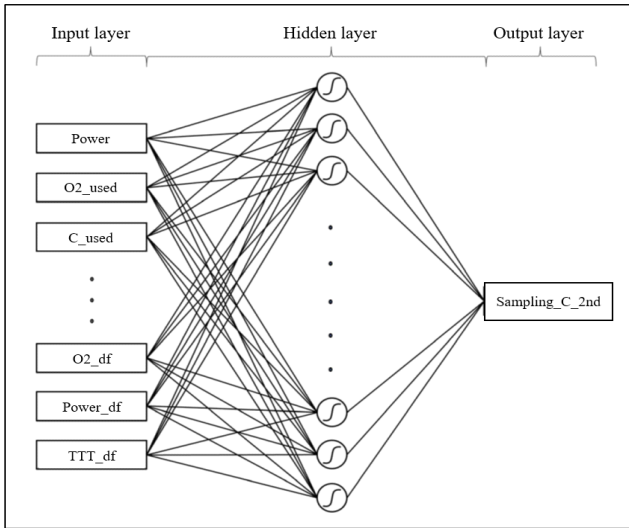 Input layer
Hidden layer
Output layer
Power
O2_used
C_used
O2_df
Power_df
TTT_df
Sampling_C_2nd